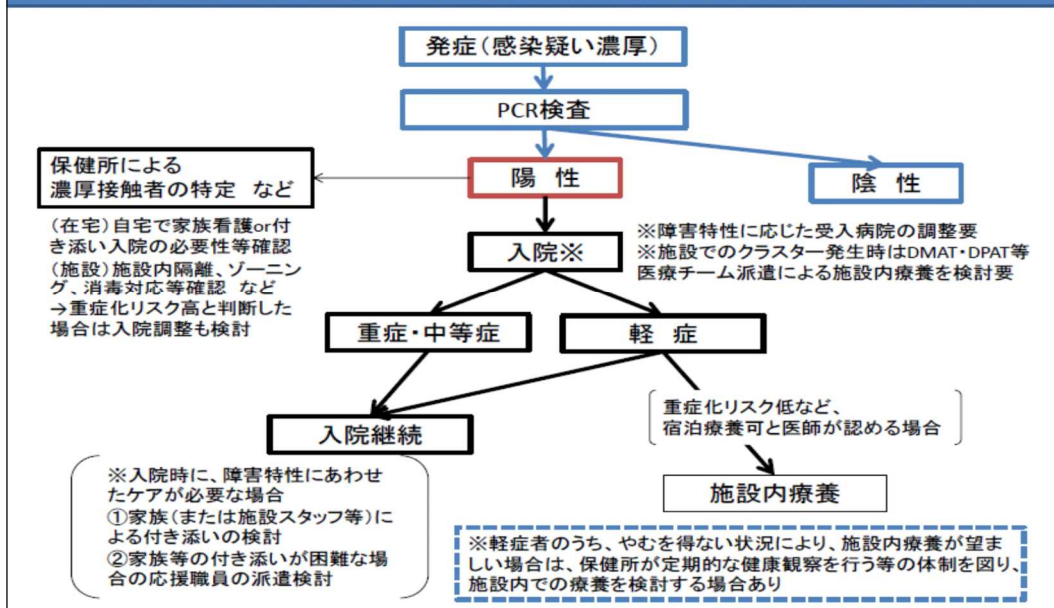 発症(感染疑い濃厚)
PCR検査
保健所による
濃厚接触者の特定　など
陽　性
陰　性
(在宅)自宅で家族看護or付
き添い入院の必要性等確認
(施設)施設内隔離、ゾーニン
グ、消毒対応等確認　など
→重症化リスク高と判断した
場合は入院調整も検討
入院※
※障害特性に応じた受入病院の調整要
※施設でのクラスター発生時はDMAT・DPAT等
医療チーム派遣による施設内療養を検討要
重症・中等症
軽　症
入院継続
重症化リスク低など、
宿泊療養可と医師が認める場合
施設内療養
※入院時に、障害特性にあわせ
たケアが必要な場合
①家族(または施設スタッフ等)に
よる付き添いの検討
②家族等の付き添いが困難な場
合の応援職員の派遣検討
※軽症者のうち、やむを得ない状況により、施設内療養が望ま
しい場合は、保健所が定期的な健康観察を行う等の体制を図り、
施設内での療養を検討する場合あり